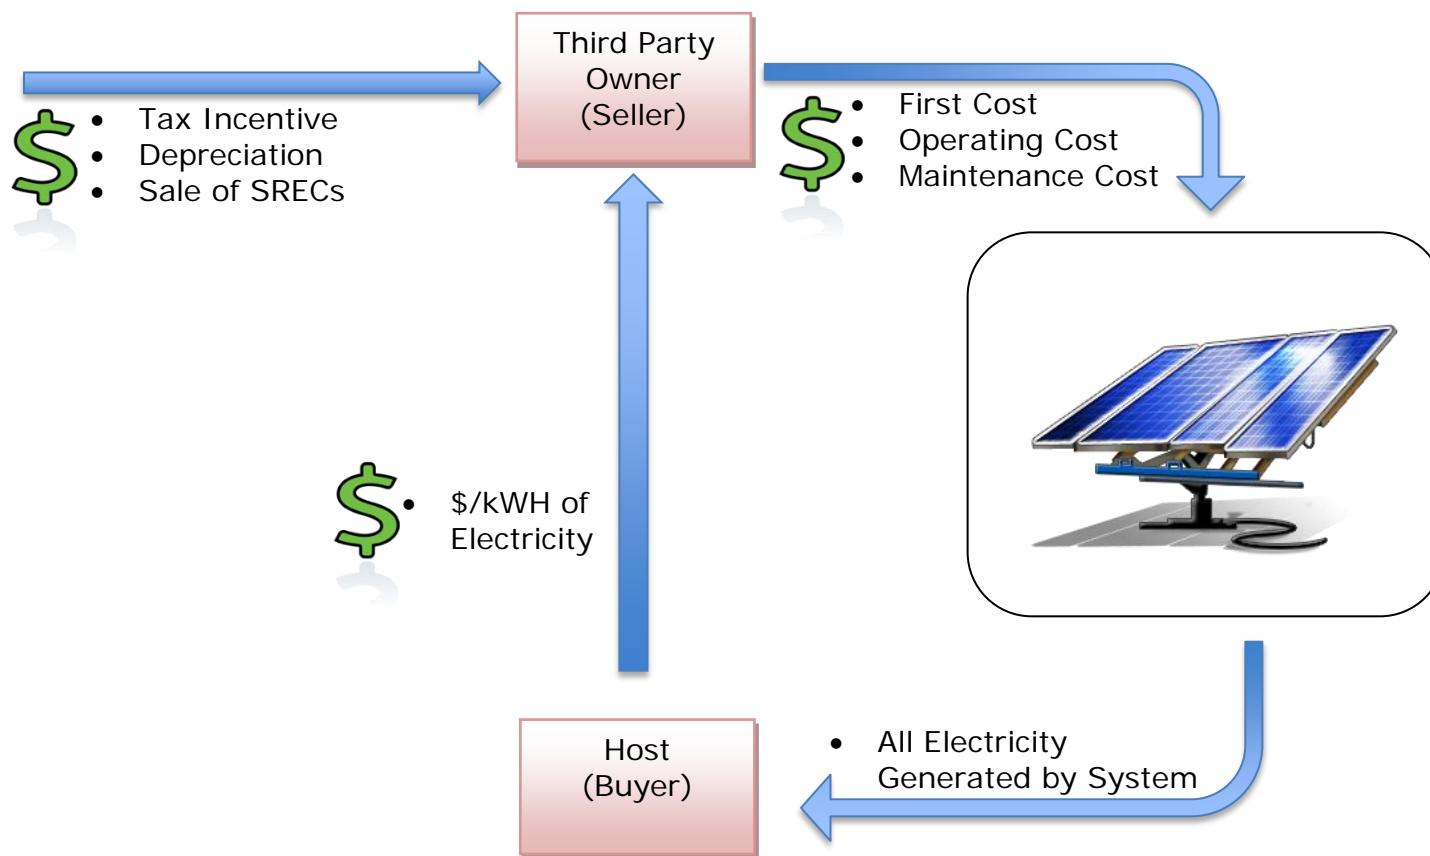 Third Party
Owner
(Seller)
• Tax Incentive
• Depreciation
• Sale of SRECs
• First Cost
• Operating Cost
• Maintenance Cost
• $/kWH of
Electricity
Host
(Buyer)
• All Electricity
Generated by System